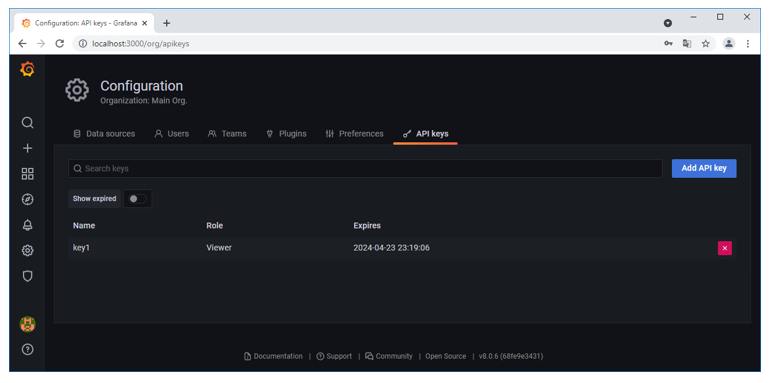 Configuration: API keys - Grafana
localhost:3000/org/apikeys
Configuration
Organization: Main Org.
Data sources Users Teams Plugins Preferences API keys
Search keys Add API key
Show expired
Name Role Expires
key1 Viewer 2024-04-23 23:19:06
Documentation | Support | Community | Open Source | v8.0.6 (68fe9e3431)